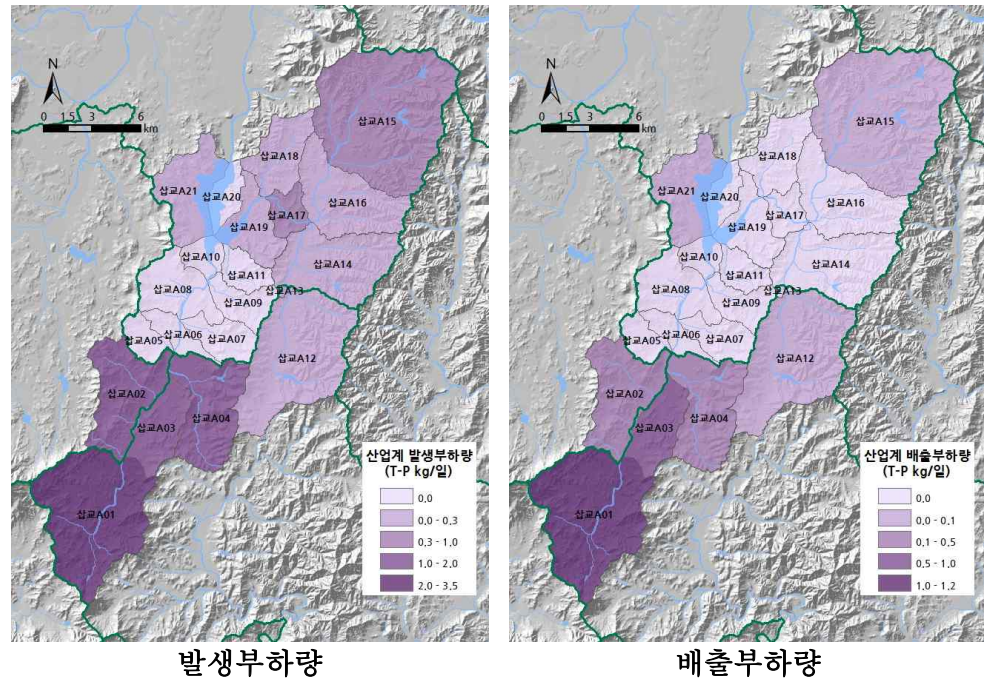 N
0 1.5 3 6
km
삽교A15
삽교A18
삽교A21
삽교A20
삽교A17
삽교A16
삽교A19
삽교A10
삽교A11
삽교A14
삽교A08
삽교A13
삽교A09
삽교A05
삽교A06
삽교A07
삽교A12
삽교A02
삽교A03
삽교A04
삽교A01
산업계 발생부하량
(T-P kg/일)
0.0
0.0 - 0.3
0.3 - 1.0
1.0 - 2.0
2.0 - 3.5
발생부하량
N
0 1.5 3 6
km
삽교A15
삽교A18
삽교A21
삽교A20
삽교A17
삽교A16
삽교A19
삽교A10
삽교A11
삽교A14
삽교A08
삽교A13
삽교A09
삽교A05
삽교A06
삽교A07
삽교A12
삽교A02
삽교A03
삽교A04
삽교A01
산업계 배출부하량
(T-P kg/일)
0.0
0.0 - 0.1
0.1 - 0.5
0.5 - 1.0
1.0 - 1.2
배출부하량